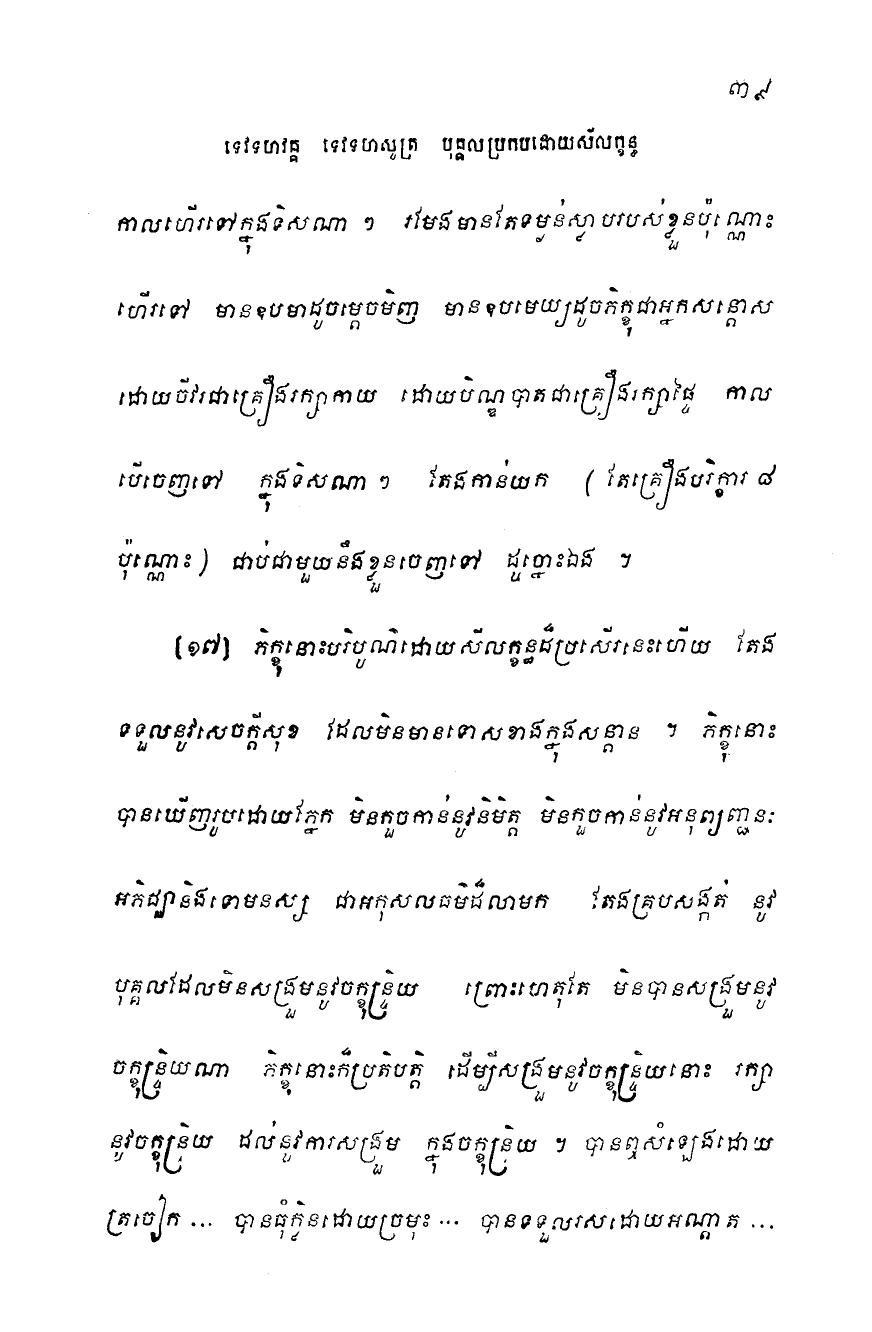 ៣៩
ទេវទហវគ្គ ទេវទហសូត្រ បុគ្គលប្រកបដោយសីលក្ខន្ធ
កាលហើរទៅក្នុងទិសណា ៗ រមែងមានតែទម្ងន់ស្លាបរបស់ខ្លួនប៉ុណ្ណោះ
ហើរទៅ មានឧបមាដូចម្តេចមិញ មានឧបមេយ្យដូចភិក្ខុជាអ្នកសន្តោស
ដោយចីវរជាគ្រឿងរក្សាកាយ ដោយបិណ្ឌបាតជាគ្រឿងរក្សាផ្ទៃ កាល
បើចេញទៅ ក្នុងទិសណា ៗ តែងកាន់យក ( តែគ្រឿងបរិក្ខារ ៨
ប៉ុណ្ណោះ ) ជាប់ជាមួយនឹងខ្លួនចេញទៅ ដូច្នោះឯង ។
[១៧] ភិក្ខុនោះបរិបូណ៌ដោយសីលក្ខន្ធដ៏ប្រសើរនេះហើយ តែង
ទទួលនូវសេចក្តីសុខ ដែលមិនមានទោសខាងក្នុងសន្តាន ។ ភិក្ខុនោះ
បានឃើញរូបដោយភ្នែក មិនកួចកាន់នូវនិមិត្ត មិនកួចកាន់នូវអនុព្យញ្ជនៈ
អភិជ្ឈានិងទោមនស្ស ជាអកុសលធម៌ដ៏លាមក តែងគ្របសង្កត់ នូវ
បុគ្គលដែលមិនសង្រួមនូវចក្ខុន្ទ្រិយ ព្រោះហេតុតែ មិនបានសង្រួមនូវ
ចក្ខុន្ទ្រិយណា ភិក្ខុនោះក៏ប្រតិបត្តិ ដើម្បីសង្រួមនូវចក្ខុន្ទ្រិយនោះ រក្សា
នូវចក្ខុន្ទ្រិយ ដល់នូវការសង្រួម ក្នុងចក្ខុន្ទ្រិយ ។ បានឮសំឡេងដោយ
ត្រចៀក ... បានធុំក្លិនដោយច្រមុះ ... បានទទួលរសដោយអណ្តាត ...